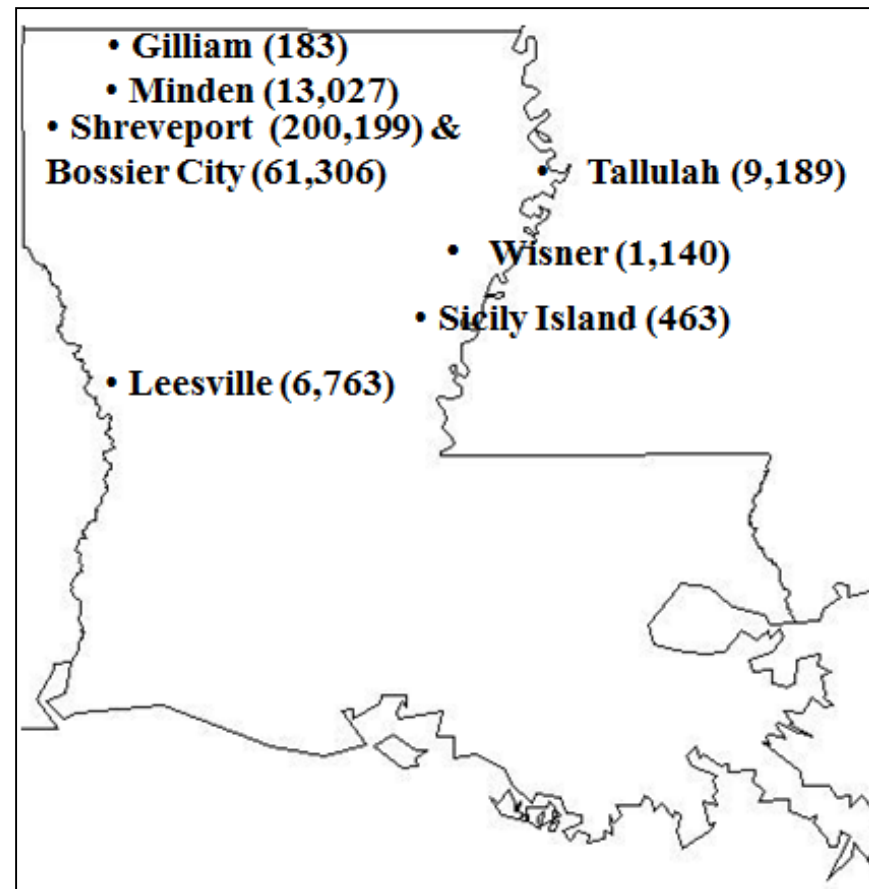 • Gilliam (183)
• Minden (13,027)
• Shreveport (200,199) &
Bossier City (61,306)
• Tallulah (9,189)
• Wisner (1,140)
• Sicily Island (463)
• Leesville (6,763)